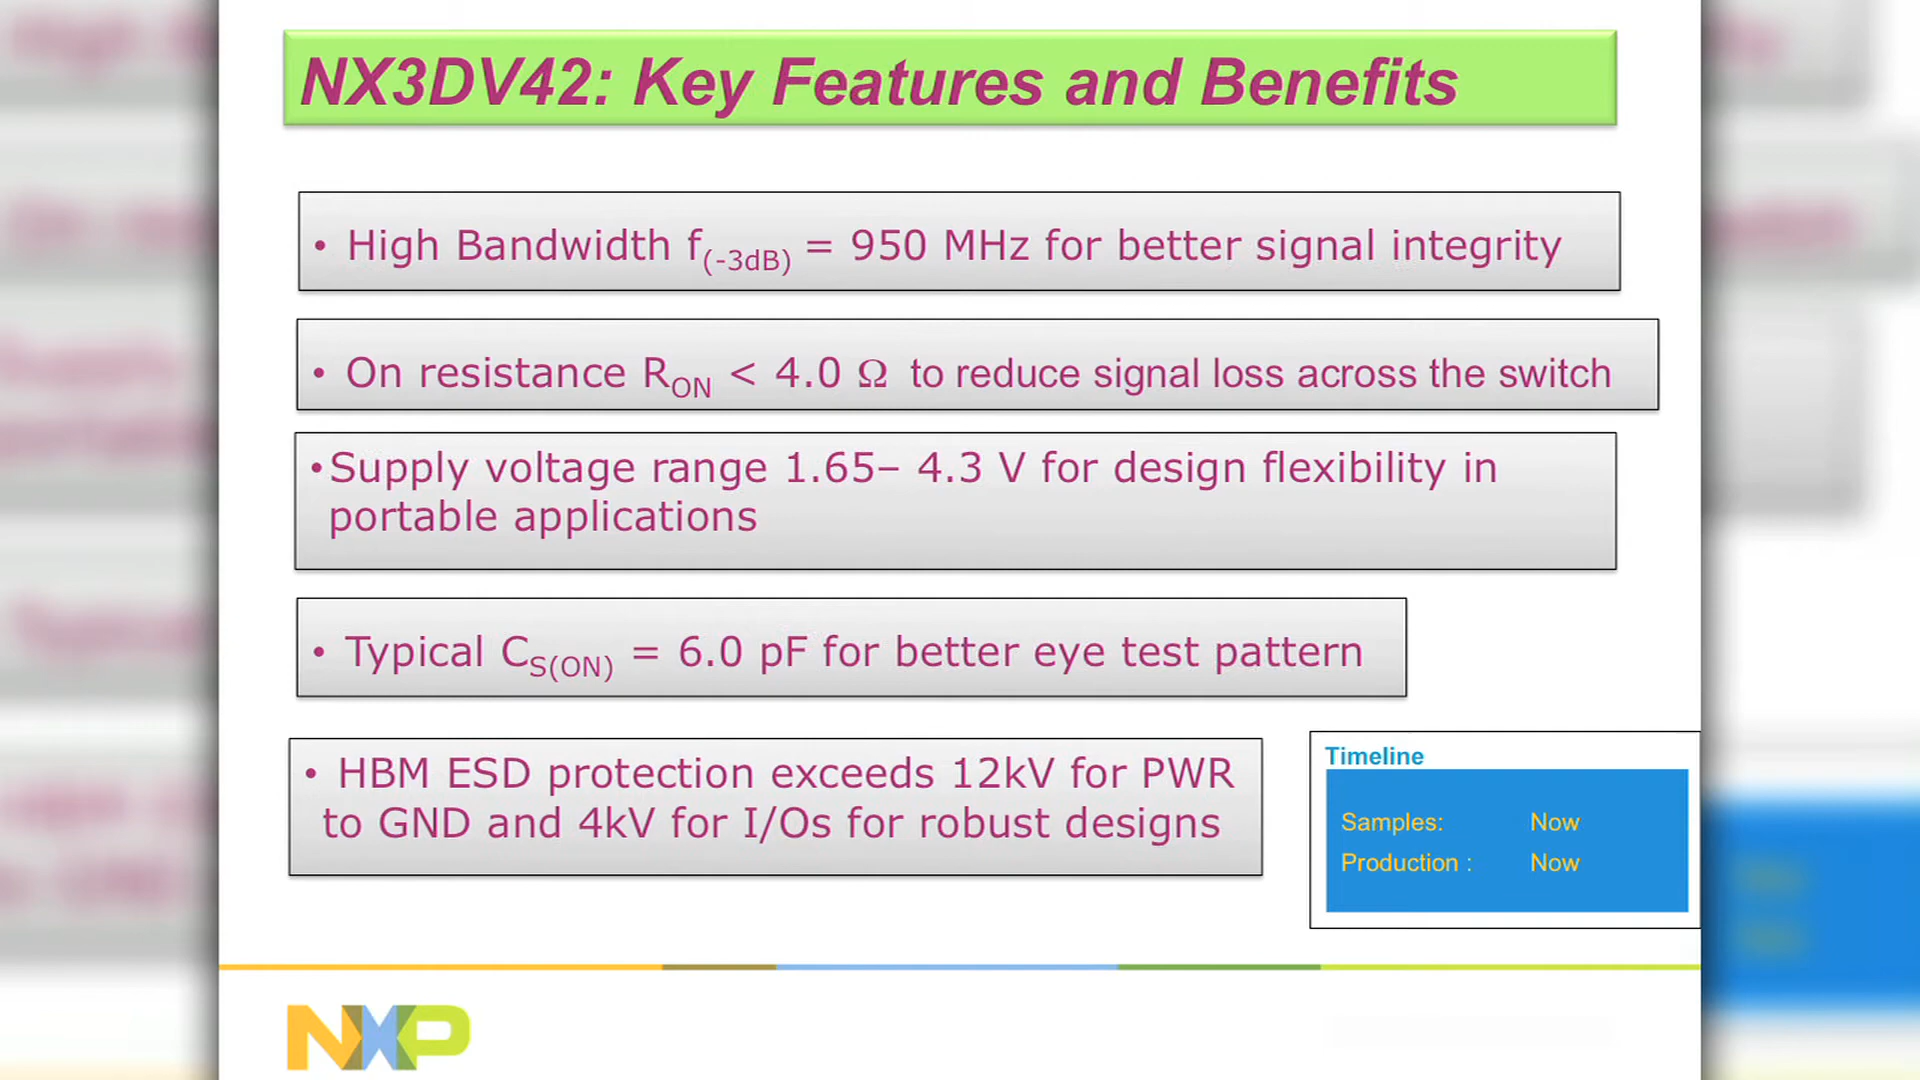 NX3DV42: Key Features and Benefits
• High Bandwidth f(-3dB) = 950 MHz for better signal integrity
• On resistance RON < 4.0 Ω to reduce signal loss across the switch
•Supply voltage range 1.65– 4.3 V for design flexibility in
portable applications
• Typical CS(ON) = 6.0 pF for better eye test pattern
• HBM ESD protection exceeds 12kV for PWR
to GND and 4kV for I/Os for robust designs
Timeline
Samples: Now
Production : Now
NXP